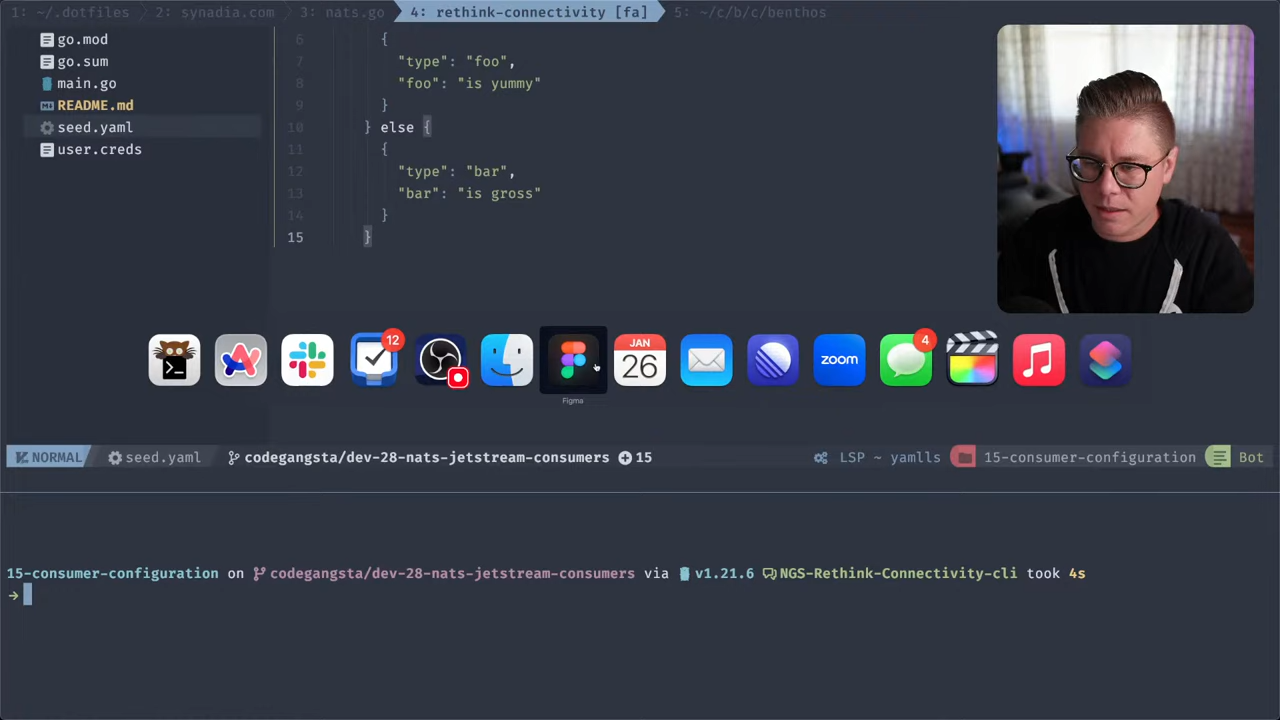 1: ~/.dotfiles 2: synadia.com 3: nats.go 4: rethink-connectivity [fa] 5: ~/c/b/c/benthos
go.mod
go.sum
main.go
README.md
seed.yaml
user.creds
6 {
7 "type": "foo",
8 "foo": "is yummy"
9 }
10 } else {
11 {
12 "type": "bar",
13 "bar": "is gross"
14 }
15 }
12
JAN
26
zoom
4
Figma
NORMAL seed.yaml codegangsta/dev-28-nats-jetstream-consumers 15 LSP ~ yamlls 15-consumer-configuration Bot
15-consumer-configuration on codegangsta/dev-28-nats-jetstream-consumers via v1.21.6 NGS-Rethink-Connectivity-cli took 4s
→